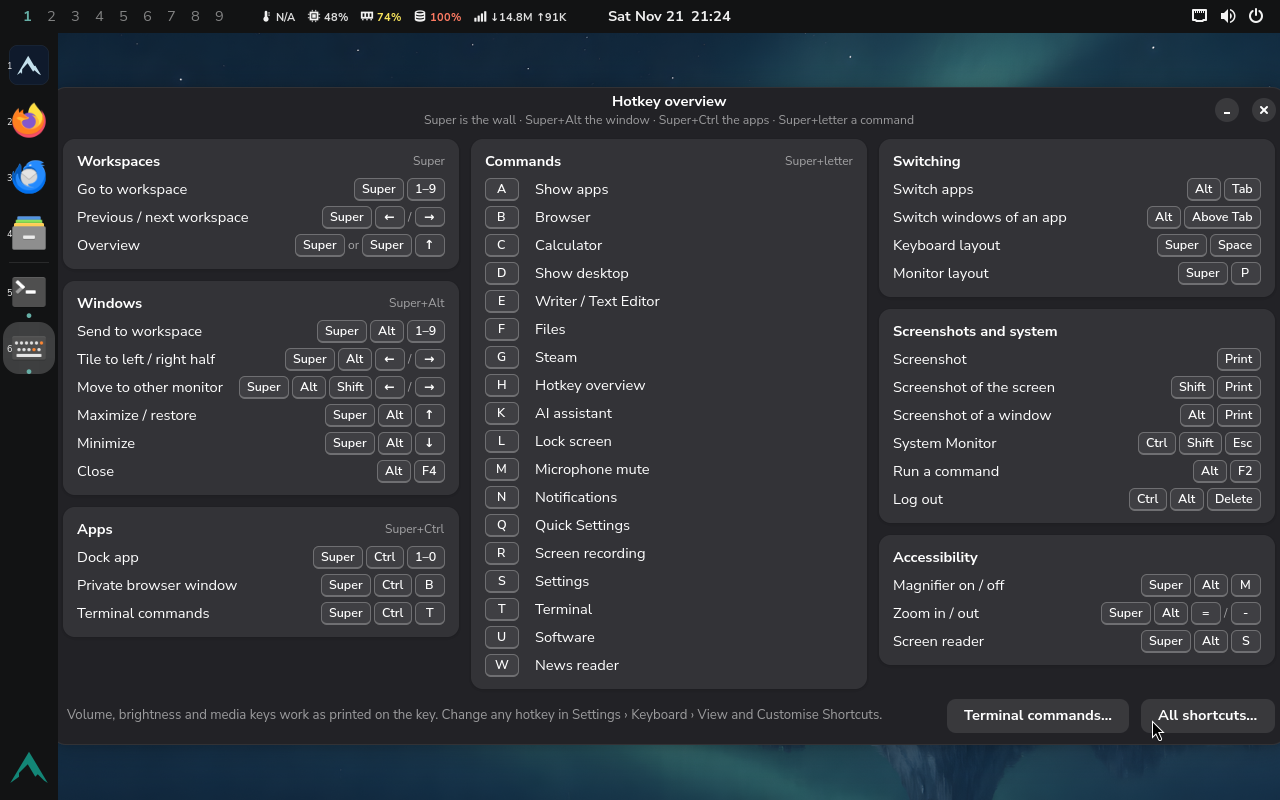 1 2 3 4 5 6 7 8 9 N/A 48% 74% 100% ↓14.8M ↑91K Sat Nov 21 21:24
1
2
3
4
5
6
Hotkey overview
Super is the wall · Super+Alt the window · Super+Ctrl the apps · Super+letter a command
Workspaces Super
Go to workspace Super 1–9
Previous / next workspace Super ← / →
Overview Super or Super ↑
Windows Super+Alt
Send to workspace Super Alt 1–9
Tile to left / right half Super Alt ← / →
Move to other monitor Super Alt Shift ← / →
Maximize / restore Super Alt ↑
Minimize Super Alt ↓
Close Alt F4
Apps Super+Ctrl
Dock app Super Ctrl 1–0
Private browser window Super Ctrl B
Terminal commands Super Ctrl T
Commands Super+letter
A Show apps
B Browser
C Calculator
D Show desktop
E Writer / Text Editor
F Files
G Steam
H Hotkey overview
K AI assistant
L Lock screen
M Microphone mute
N Notifications
Q Quick Settings
R Screen recording
S Settings
T Terminal
U Software
W News reader
Switching
Switch apps Alt Tab
Switch windows of an app Alt Above Tab
Keyboard layout Super Space
Monitor layout Super P
Screenshots and system
Screenshot Print
Screenshot of the screen Shift Print
Screenshot of a window Alt Print
System Monitor Ctrl Shift Esc
Run a command Alt F2
Log out Ctrl Alt Delete
Accessibility
Magnifier on / off Super Alt M
Zoom in / out Super Alt = / -
Screen reader Super Alt S
Volume, brightness and media keys work as printed on the key. Change any hotkey in Settings › Keyboard › View and Customise Shortcuts.
Terminal commands... All shortcuts...